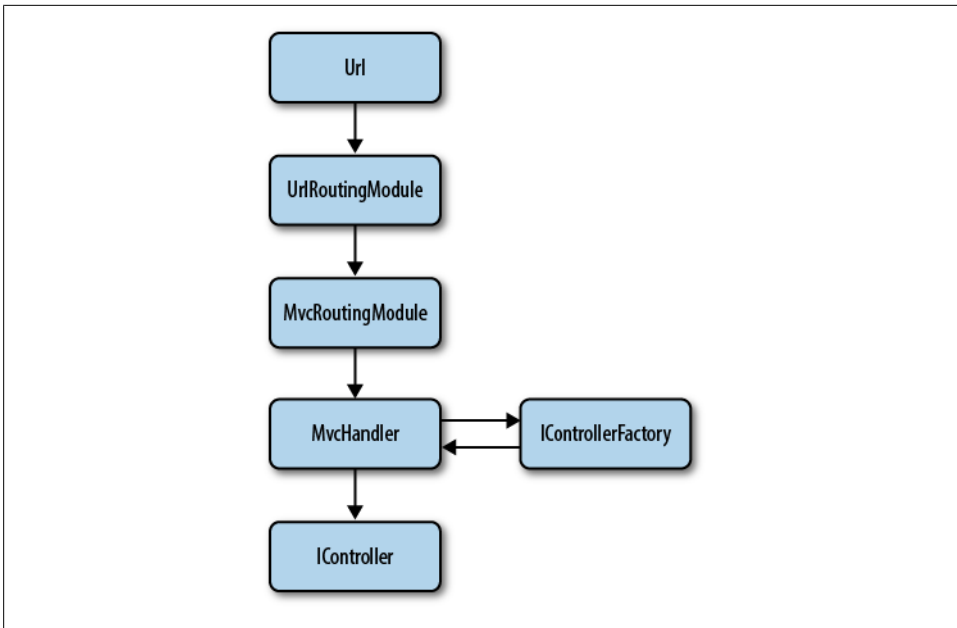 Url
UrlRoutingModule
MvcRoutingModule
MvcHandler
IControllerFactory
IController